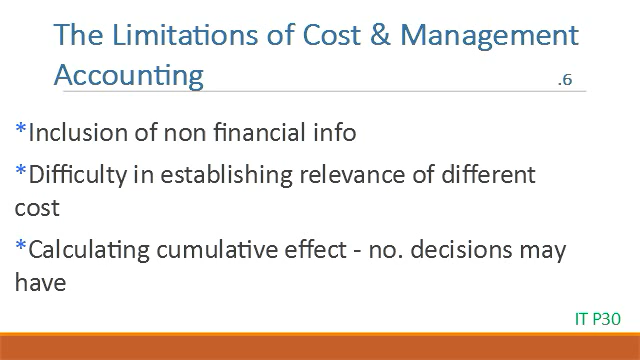 The Limitations of Cost & Management
Accounting .6
*Inclusion of non financial info
*Difficulty in establishing relevance of different
cost
*Calculating cumulative effect - no. decisions may
have
IT P30